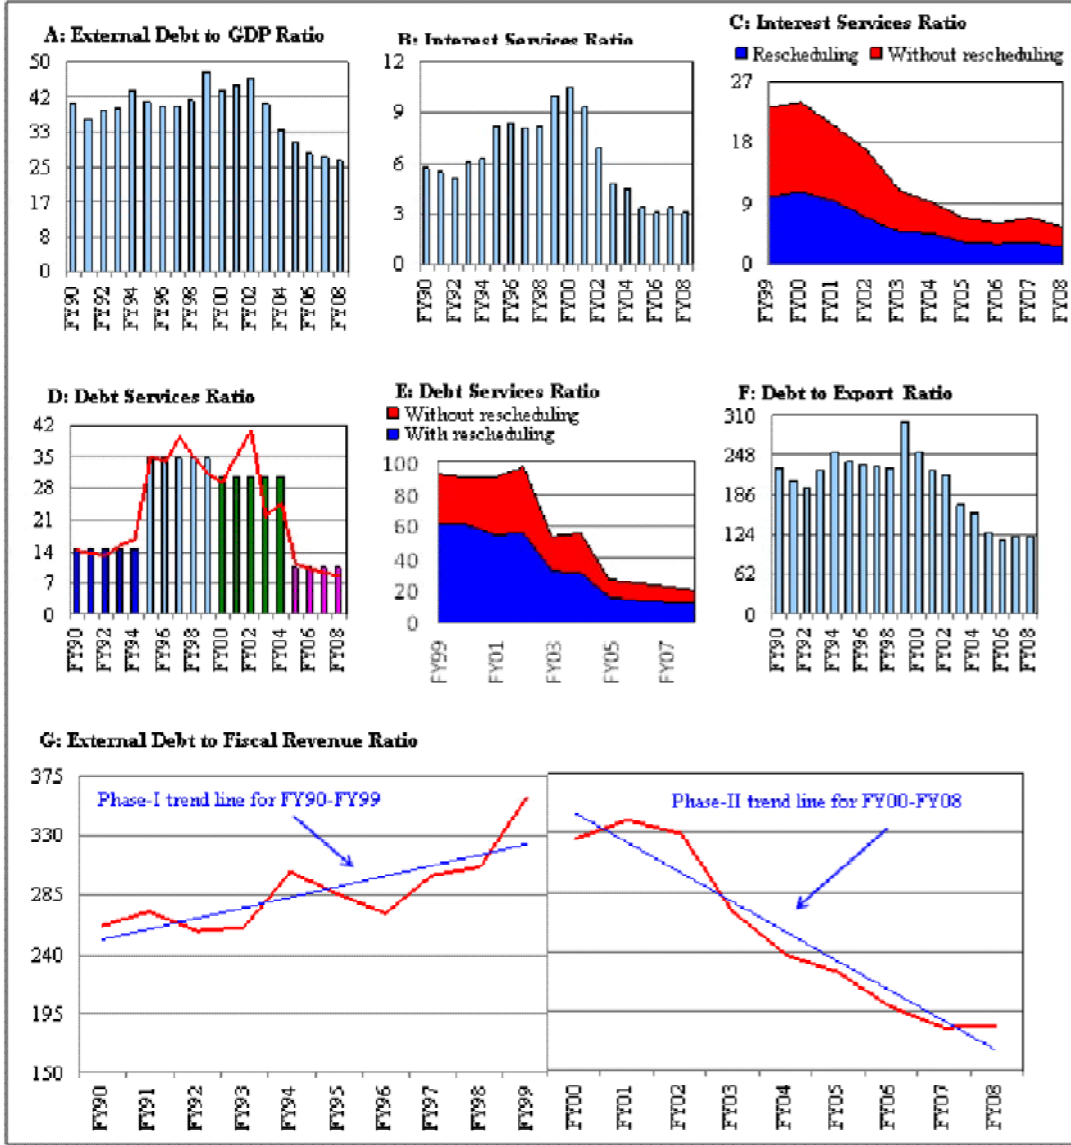 A: External Debt to GDP Ratio
50
42
33
25
17
8
0
FY90
FY92
FY94
FY96
FY98
FY00
FY02
FY04
FY06
FY08
B: Interest Services Ratio
12
9
6
3
0
FY90
FY92
FY94
FY96
FY98
FY00
FY02
FY04
FY06
FY08
C: Interest Services Ratio
Rescheduling Without rescheduling
27
18
9
0
FY99
FY00
FY01
FY02
FY03
FY04
FY05
FY06
FY07
FY08
D: Debt Services Ratio
42
35
28
21
14
7
0
FY90
FY92
FY94
FY96
FY98
FY00
FY02
FY04
FY06
FY08
E: Debt Services Ratio
Without rescheduling
With rescheduling
100
80
60
40
20
0
FY99
FY01
FY03
FY05
FY07
F: Debt to Export Ratio
310
248
186
124
62
0
FY90
FY92
FY94
FY96
FY98
FY00
FY02
FY04
FY06
FY08
G: External Debt to Fiscal Revenue Ratio
375
330
285
240
195
150
Phase-I trend line for FY90-FY99
Phase-II trend line for FY00-FY08
FY90
FY91
FY92
FY93
FY94
FY95
FY96
FY97
FY98
FY99
FY00
FY01
FY02
FY03
FY04
FY05
FY06
FY07
FY08